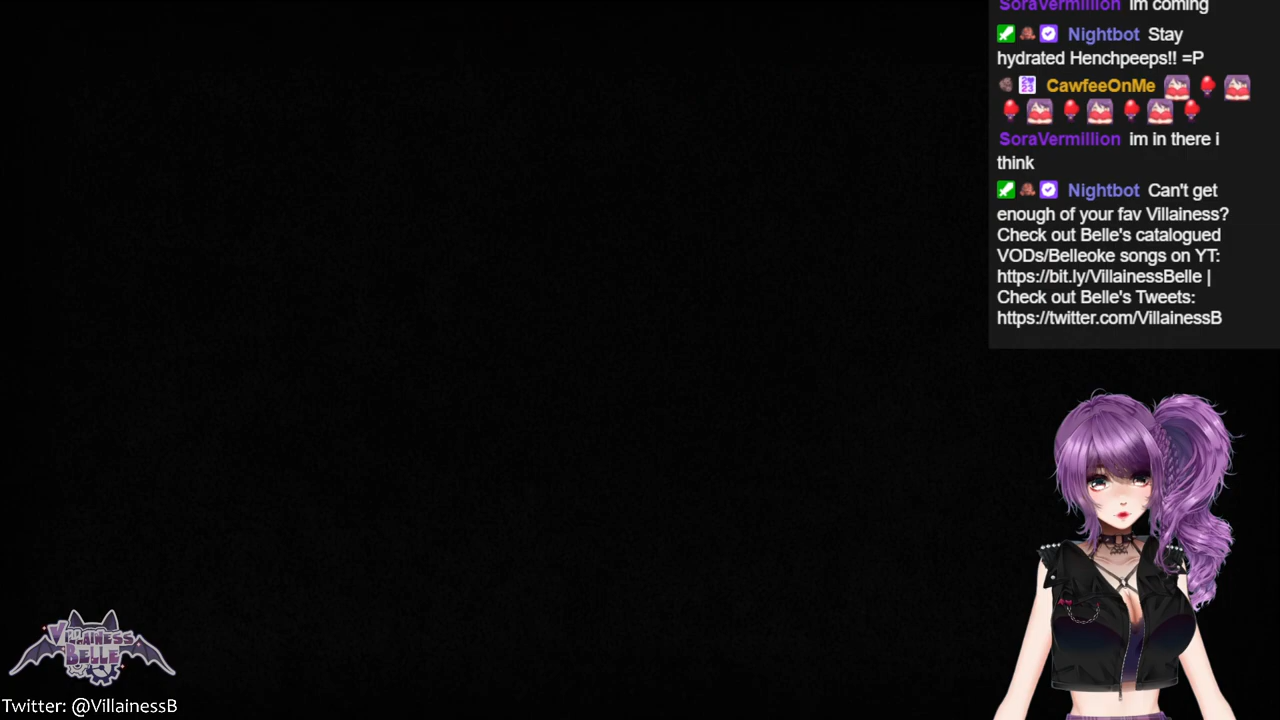 SoraVermillion im coming
Nightbot Stay
hydrated Henchpeeps!! =P
CawfeeOnMe
SoraVermillion im in there i
think
Nightbot Can't get
enough of your fav Villainess?
Check out Belle's catalogued
VODs/Belleoke songs on YT:
https://bit.ly/VillainessBelle |
Check out Belle's Tweets:
https://twitter.com/VillainessB
VILLAINESS
BELLE
Twitter: @VillainessB